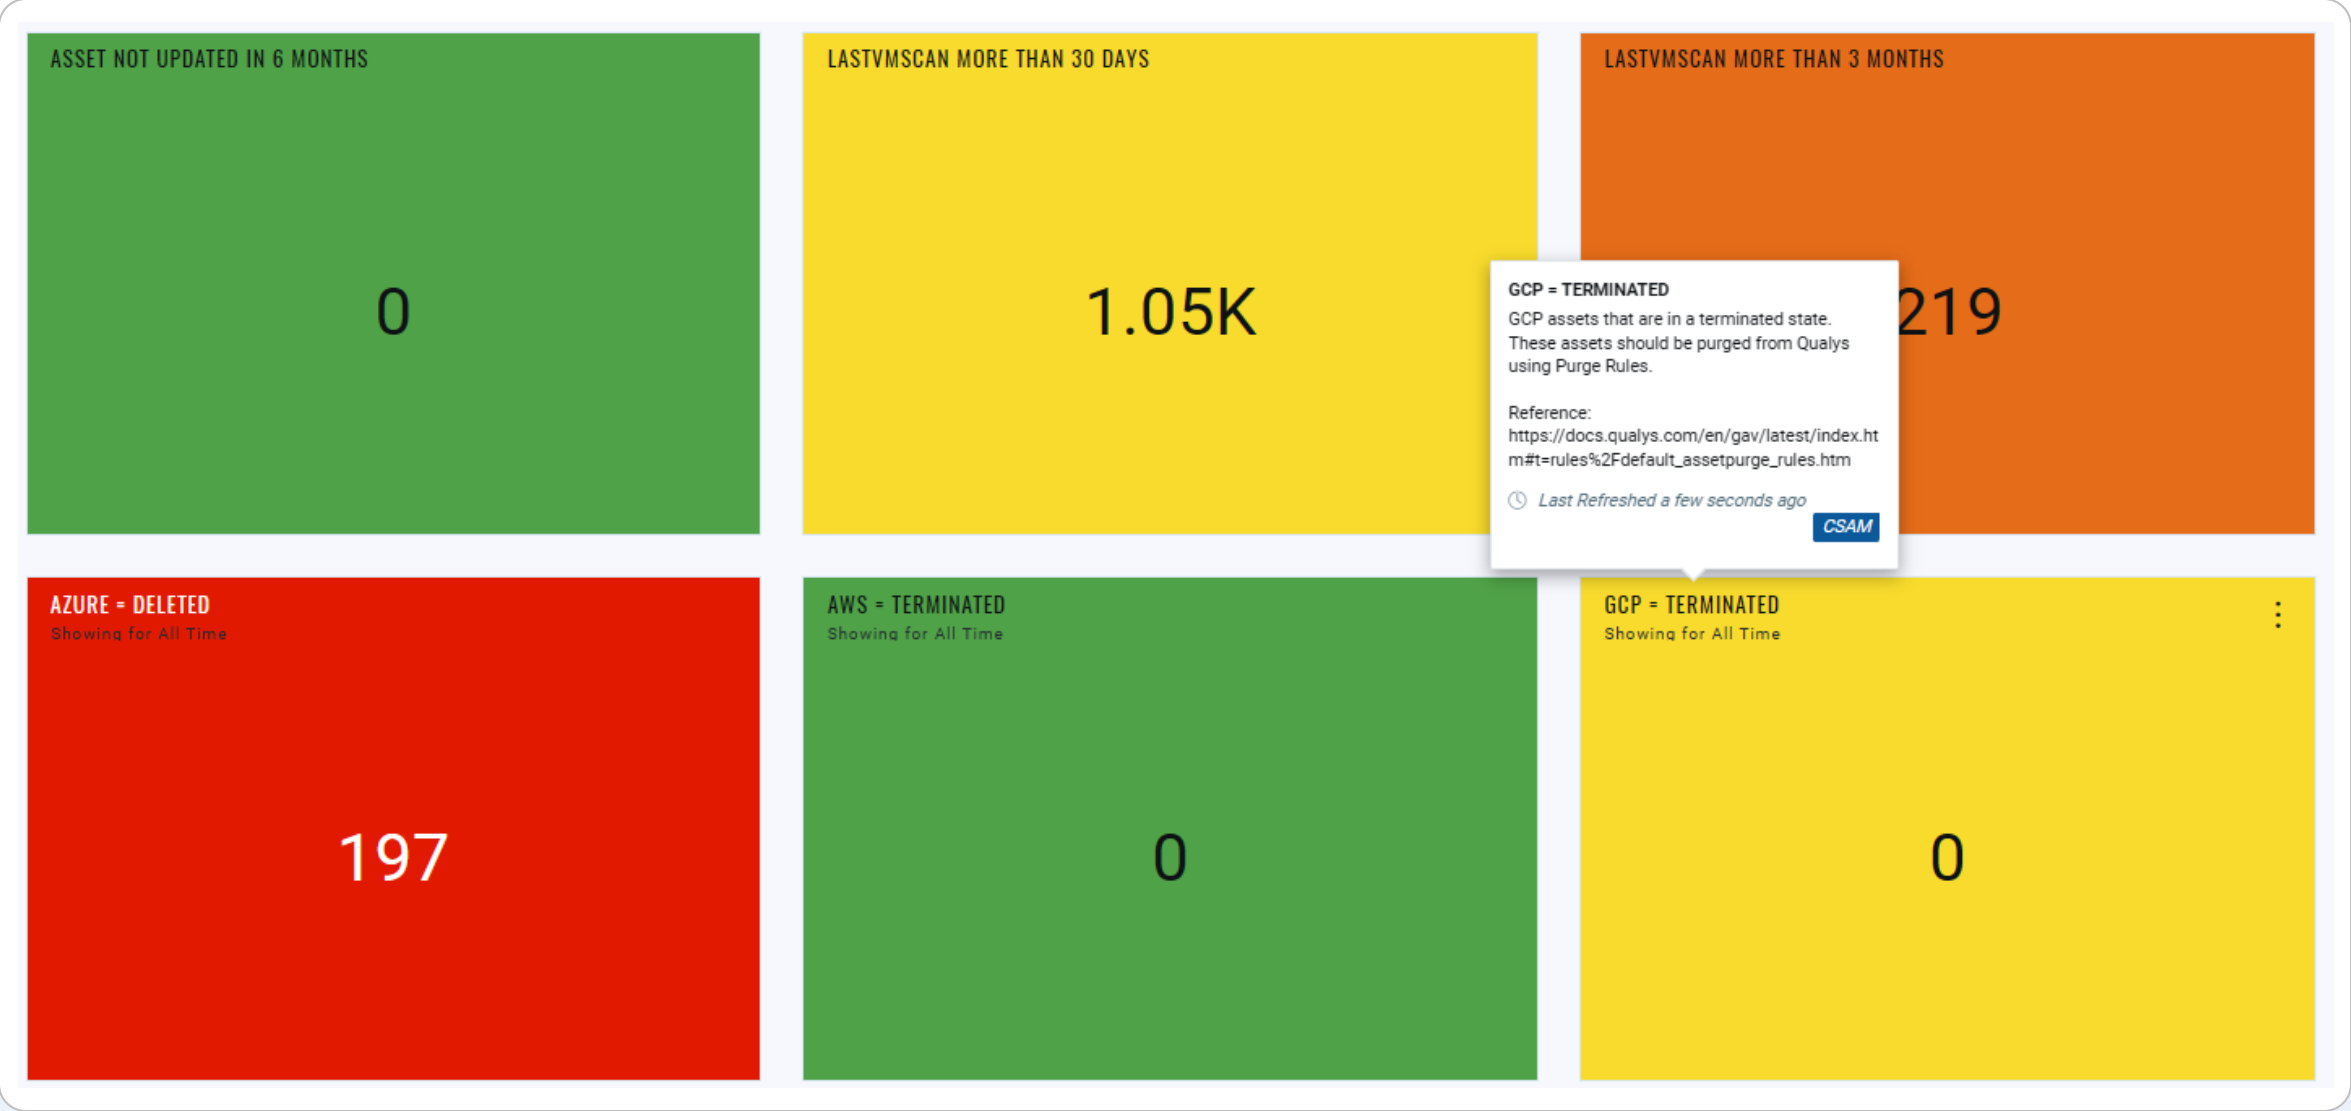 ASSET NOT UPDATED IN 6 MONTHS
0
LASTVMSCAN MORE THAN 30 DAYS
1.05K
LASTVMSCAN MORE THAN 3 MONTHS
219
GCP = TERMINATED
GCP assets that are in a terminated state.
These assets should be purged from Qualys
using Purge Rules.
Reference:
https://docs.qualys.com/en/gav/latest/index.ht
m#t=rules%2Fdefault_assetpurge_rules.htm
Last Refreshed a few seconds ago
CSAM
AZURE = DELETED
Showing for All Time
197
AWS = TERMINATED
Showing for All Time
0
GCP = TERMINATED
Showing for All Time
0